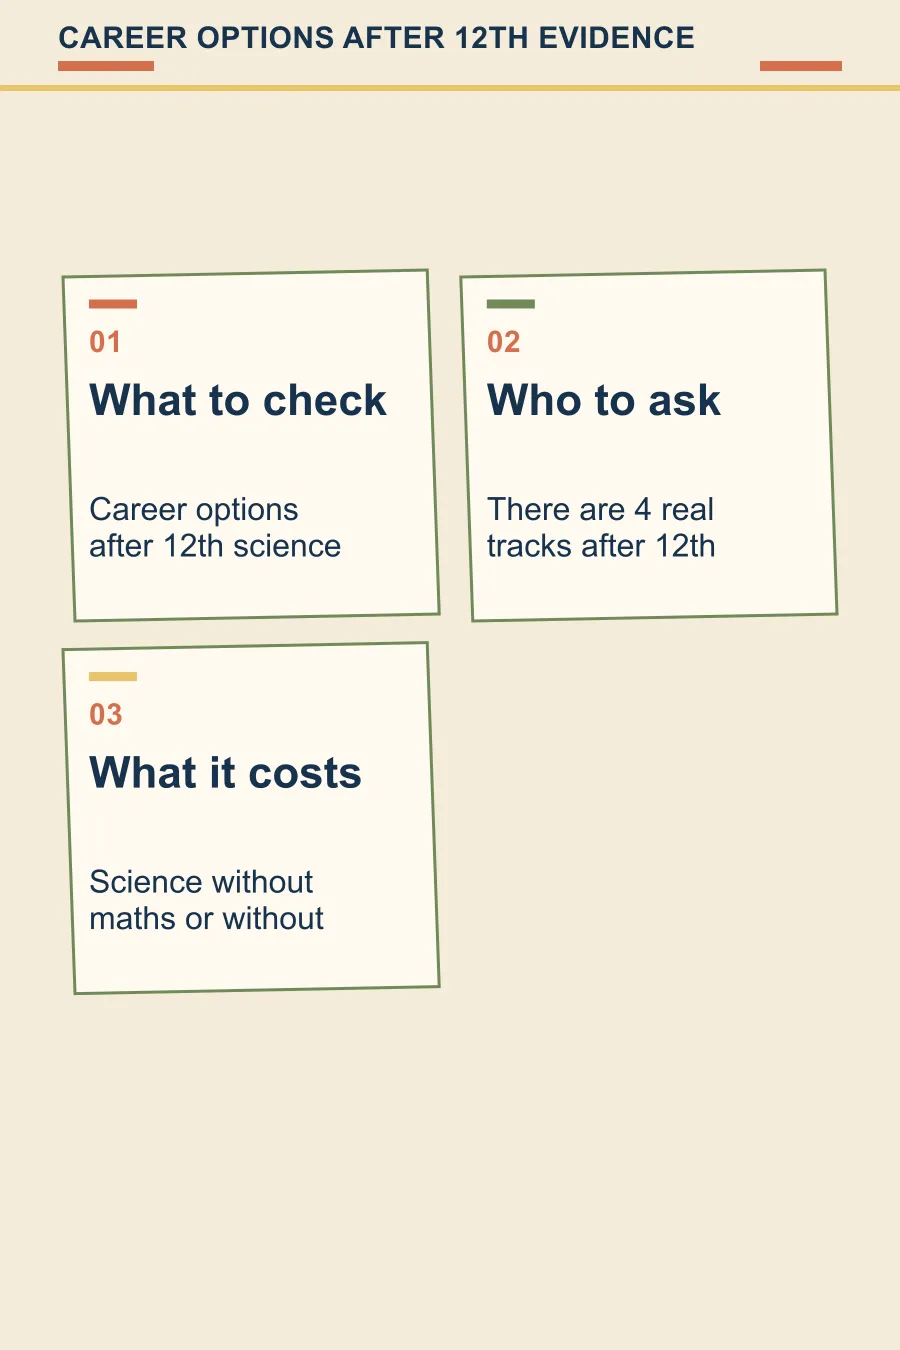 CAREER OPTIONS AFTER 12TH EVIDENCE
01
What to check
Career options
after 12th science
02
Who to ask
There are 4 real
tracks after 12th
03
What it costs
Science without
maths or without